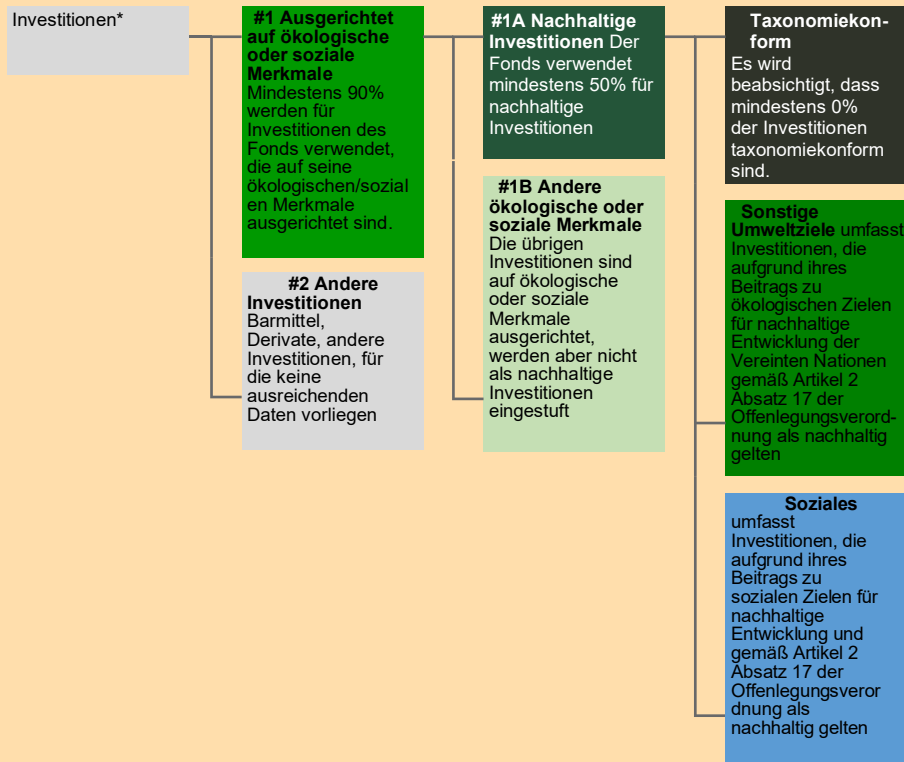 Investitionen*
#1 Ausgerichtet
auf ökologische
oder soziale
Merkmale
Mindestens 90%
werden für
Investitionen des
Fonds verwendet,
die auf seine
ökologischen/sozial
en Merkmale
ausgerichtet sind.
#2 Andere
Investitionen
Barmittel,
Derivate, andere
Investitionen, für
die keine
ausreichenden
Daten vorliegen
#1A Nachhaltige
Investitionen Der
Fonds verwendet
mindestens 50% für
nachhaltige
Investitionen
#1B Andere
ökologische oder
soziale Merkmale
Die übrigen
Investitionen sind
auf ökologische
oder soziale
Merkmale
ausgerichtet,
werden aber nicht
als nachhaltige
Investitionen
eingestuft
Taxonomiekon-
form
Es wird
beabsichtigt, dass
mindestens 0%
der Investitionen
taxonomiekonform
sind.
Sonstige
Umweltziele umfasst
Investitionen, die
aufgrund ihres
Beitrags zu
ökologischen Zielen
für nachhaltige
Entwicklung der
Vereinten Nationen
gemäß Artikel 2
Absatz 17 der
Offenlegungsverord-
nung als nachhaltig
gelten
Soziales
umfasst
Investitionen, die
aufgrund ihres
Beitrags zu
sozialen Zielen für
nachhaltige
Entwicklung und
gemäß Artikel 2
Absatz 17 der
Offenlegungsveror
dnung als
nachhaltig gelten